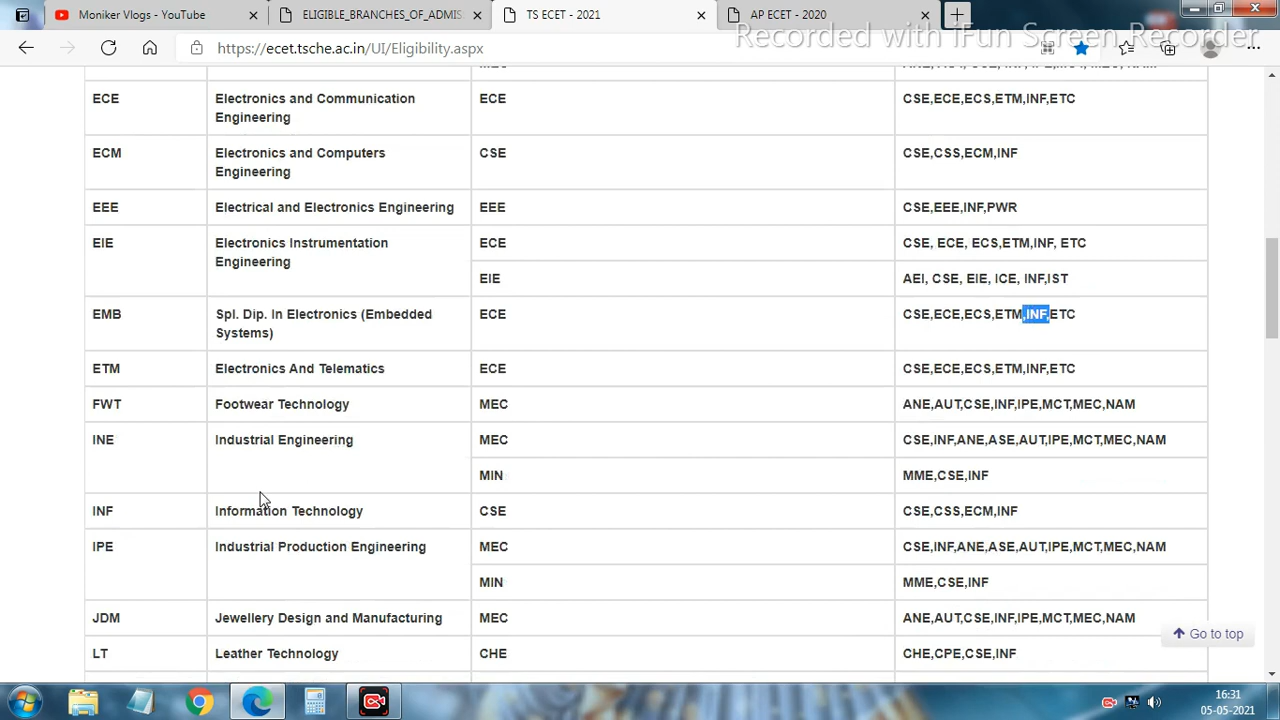 Moniker Vlogs - YouTube
ELIGIBLE_BRANCHES_OF_ADMIS
TS ECET - 2021
AP ECET - 2020
https://ecet.tsche.ac.in/UI/Eligibility.aspx
Recorded with iFun Screen Recorder
ECE Electronics and Communication Engineering ECE CSE,ECE,ECS,ETM,INF,ETC
ECM Electronics and Computers Engineering CSE CSE,CSS,ECM,INF
EEE Electrical and Electronics Engineering EEE CSE,EEE,INF,PWR
EIE Electronics Instrumentation Engineering ECE CSE, ECE, ECS,ETM,INF, ETC
EIE AEI, CSE, EIE, ICE, INF,IST
EMB Spl. Dip. In Electronics (Embedded Systems) ECE CSE,ECE,ECS,ETM,INF,ETC
ETM Electronics And Telematics ECE CSE,ECE,ECS,ETM,INF,ETC
FWT Footwear Technology MEC ANE,AUT,CSE,INF,IPE,MCT,MEC,NAM
INE Industrial Engineering MEC CSE,INF,ANE,ASE,AUT,IPE,MCT,MEC,NAM
MIN MME,CSE,INF
INF Information Technology CSE CSE,CSS,ECM,INF
IPE Industrial Production Engineering MEC CSE,INF,ANE,ASE,AUT,IPE,MCT,MEC,NAM
MIN MME,CSE,INF
JDM Jewellery Design and Manufacturing MEC ANE,AUT,CSE,INF,IPE,MCT,MEC,NAM
Go to top
LT Leather Technology CHE CHE,CPE,CSE,INF
16:31
05-05-2021